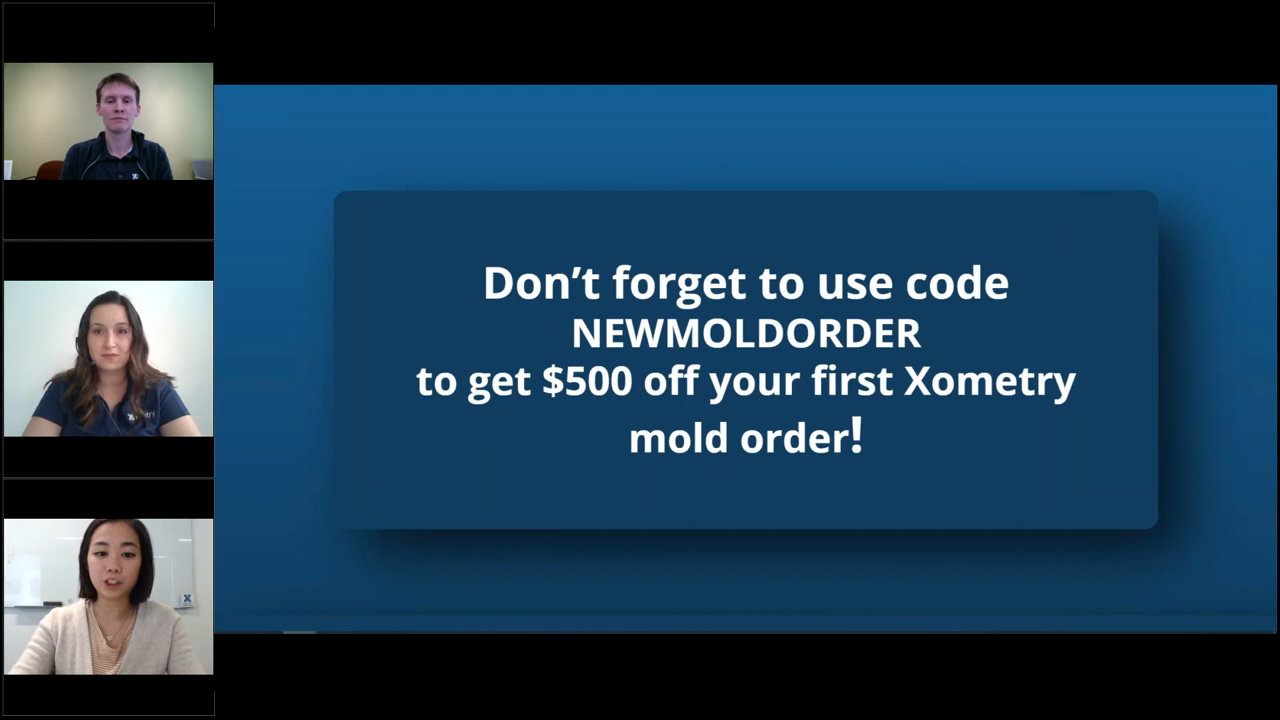 Don’t forget to use code
NEWMOLDORDER
to get $500 off your first Xometry
mold order!